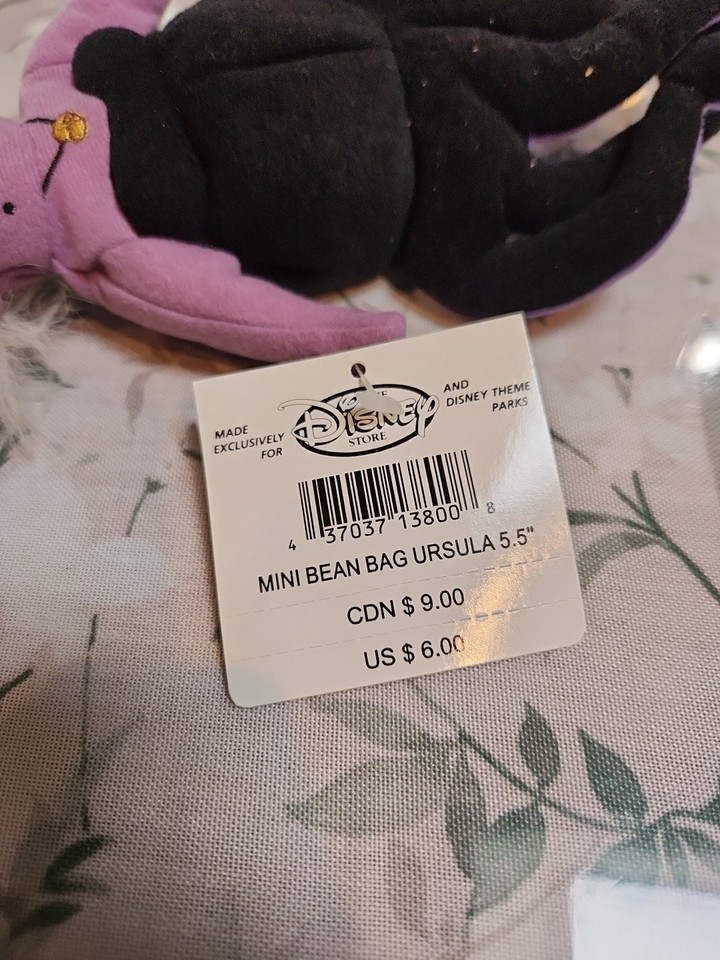 MADE
EXCLUSIVELY
FOR
THE
DISNEY
STORE
AND
DISNEY THEME
PARKS
4 37037 13800 8
MINI BEAN BAG URSULA 5.5"
CDN $ 9.00
US $ 6.00